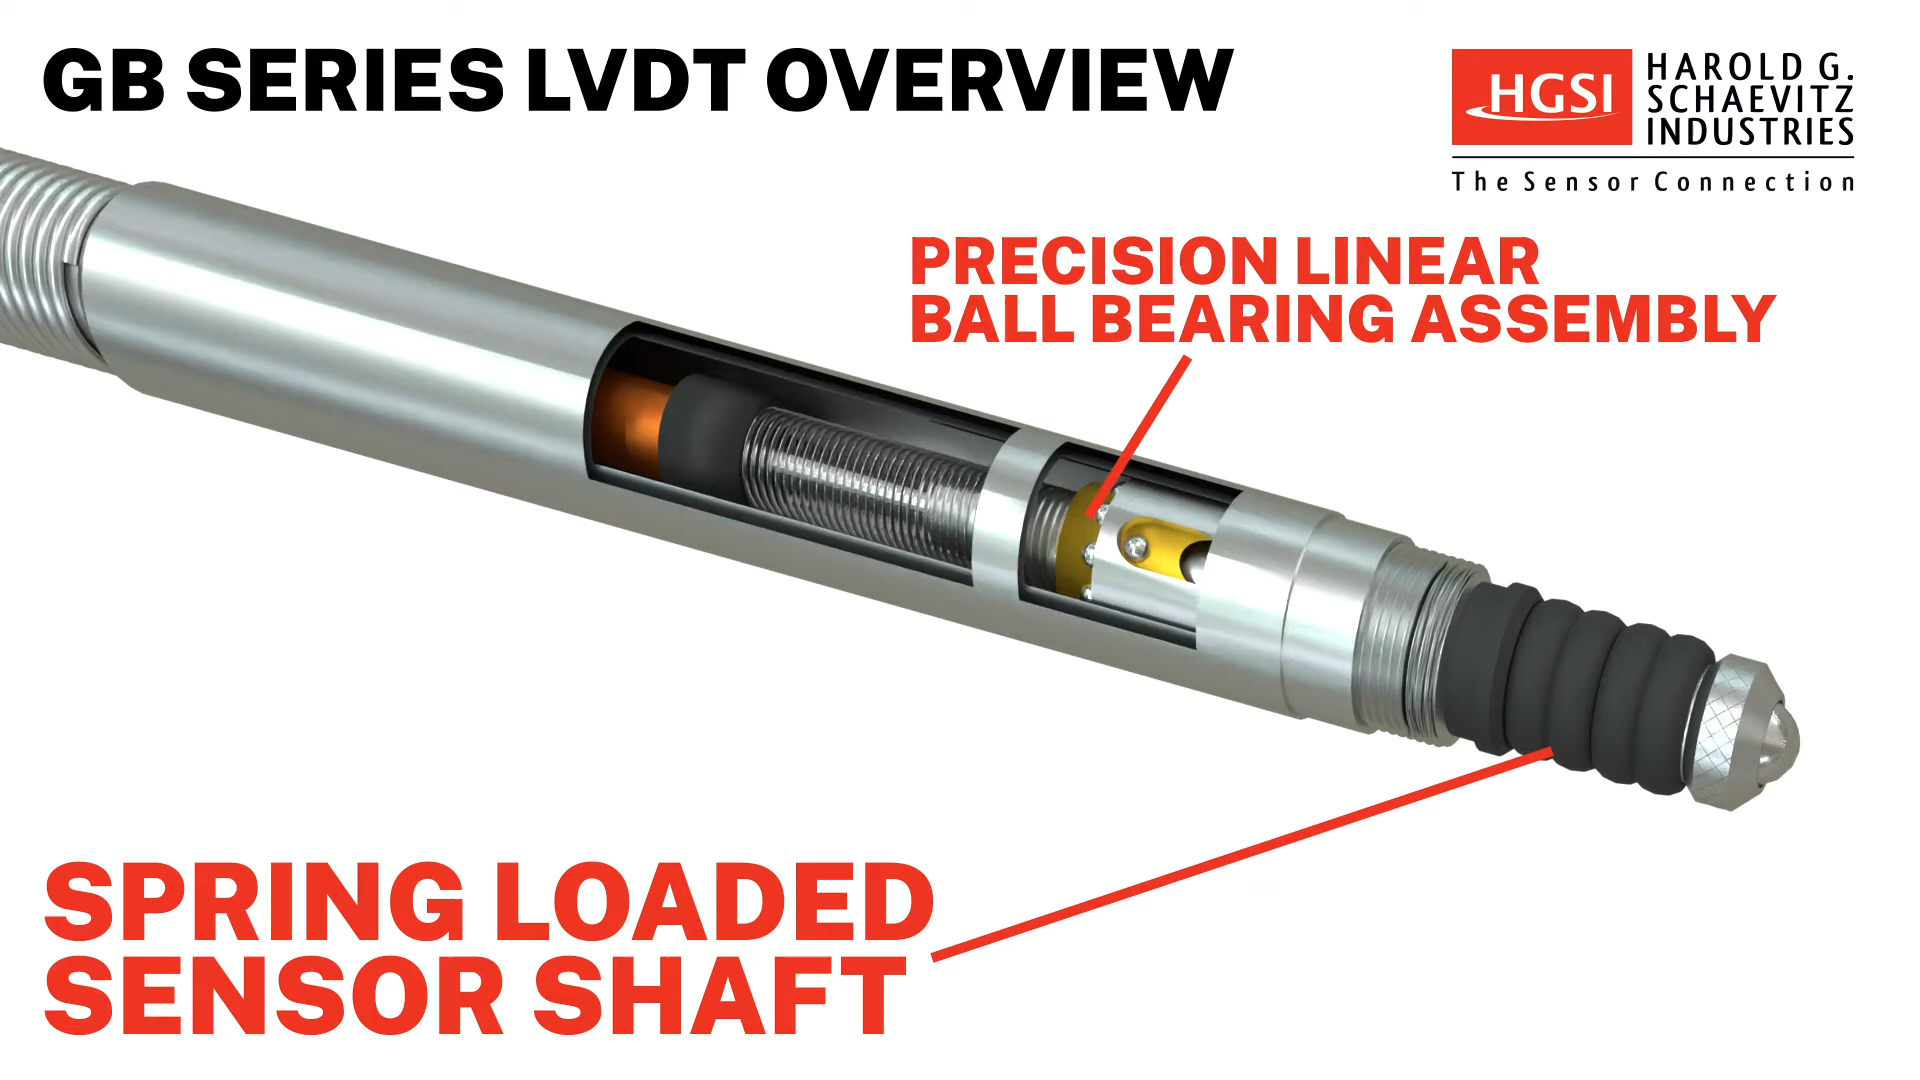 GB SERIES LVDT OVERVIEW
HGSI
HAROLD G.
SCHAEVITZ
INDUSTRIES
The Sensor Connection
PRECISION LINEAR
BALL BEARING ASSEMBLY
SPRING LOADED
SENSOR SHAFT